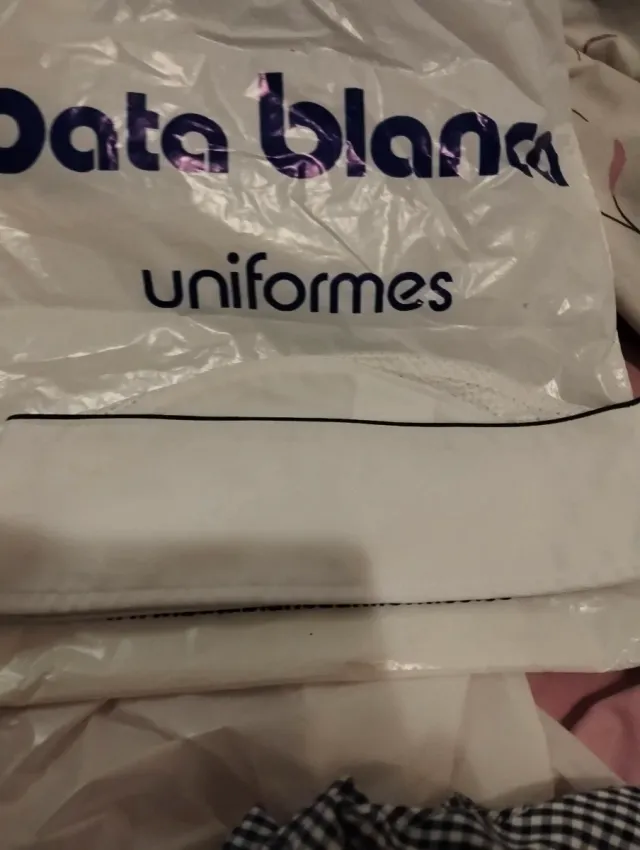 Bata blanca
uniformes